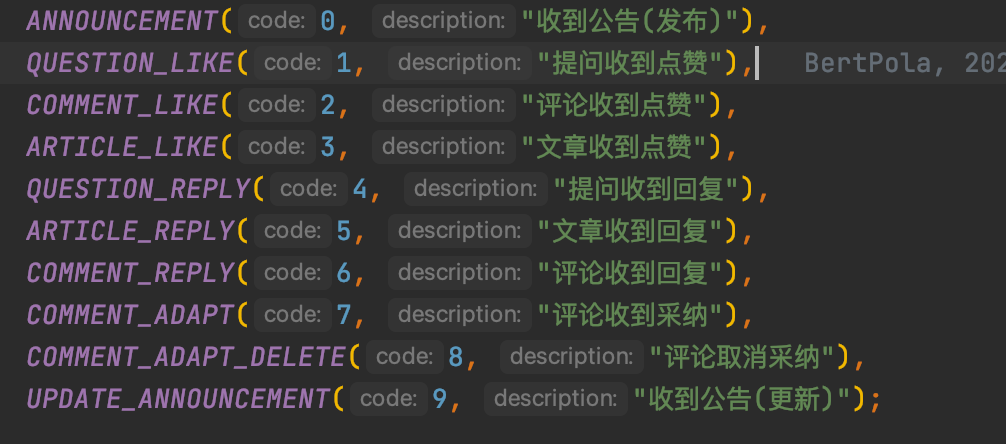 ANNOUNCEMENT( code: 0, description: "收到公告(发布)"),
QUESTION_LIKE( code: 1, description: "提问收到点赞"), BertPola, 202
COMMENT_LIKE( code: 2, description: "评论收到点赞"),
ARTICLE_LIKE( code: 3, description: "文章收到点赞"),
QUESTION_REPLY( code: 4, description: "提问收到回复"),
ARTICLE_REPLY( code: 5, description: "文章收到回复"),
COMMENT_REPLY( code: 6, description: "评论收到回复"),
COMMENT_ADAPT( code: 7, description: "评论收到采纳"),
COMMENT_ADAPT_DELETE( code: 8, description: "评论取消采纳"),
UPDATE_ANNOUNCEMENT( code: 9, description: "收到公告(更新)");